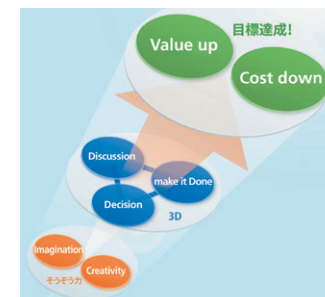 目標達成!
Value up
Cost down
Discussion
make it Done
Decision
3D
Imagination
Creativity
そうぞう力